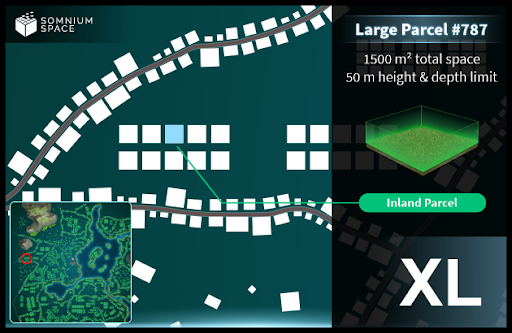 SOMNIUM
SPACE
Large Parcel #787
1500 m² total space
50 m height & depth limit
Inland Parcel
XL